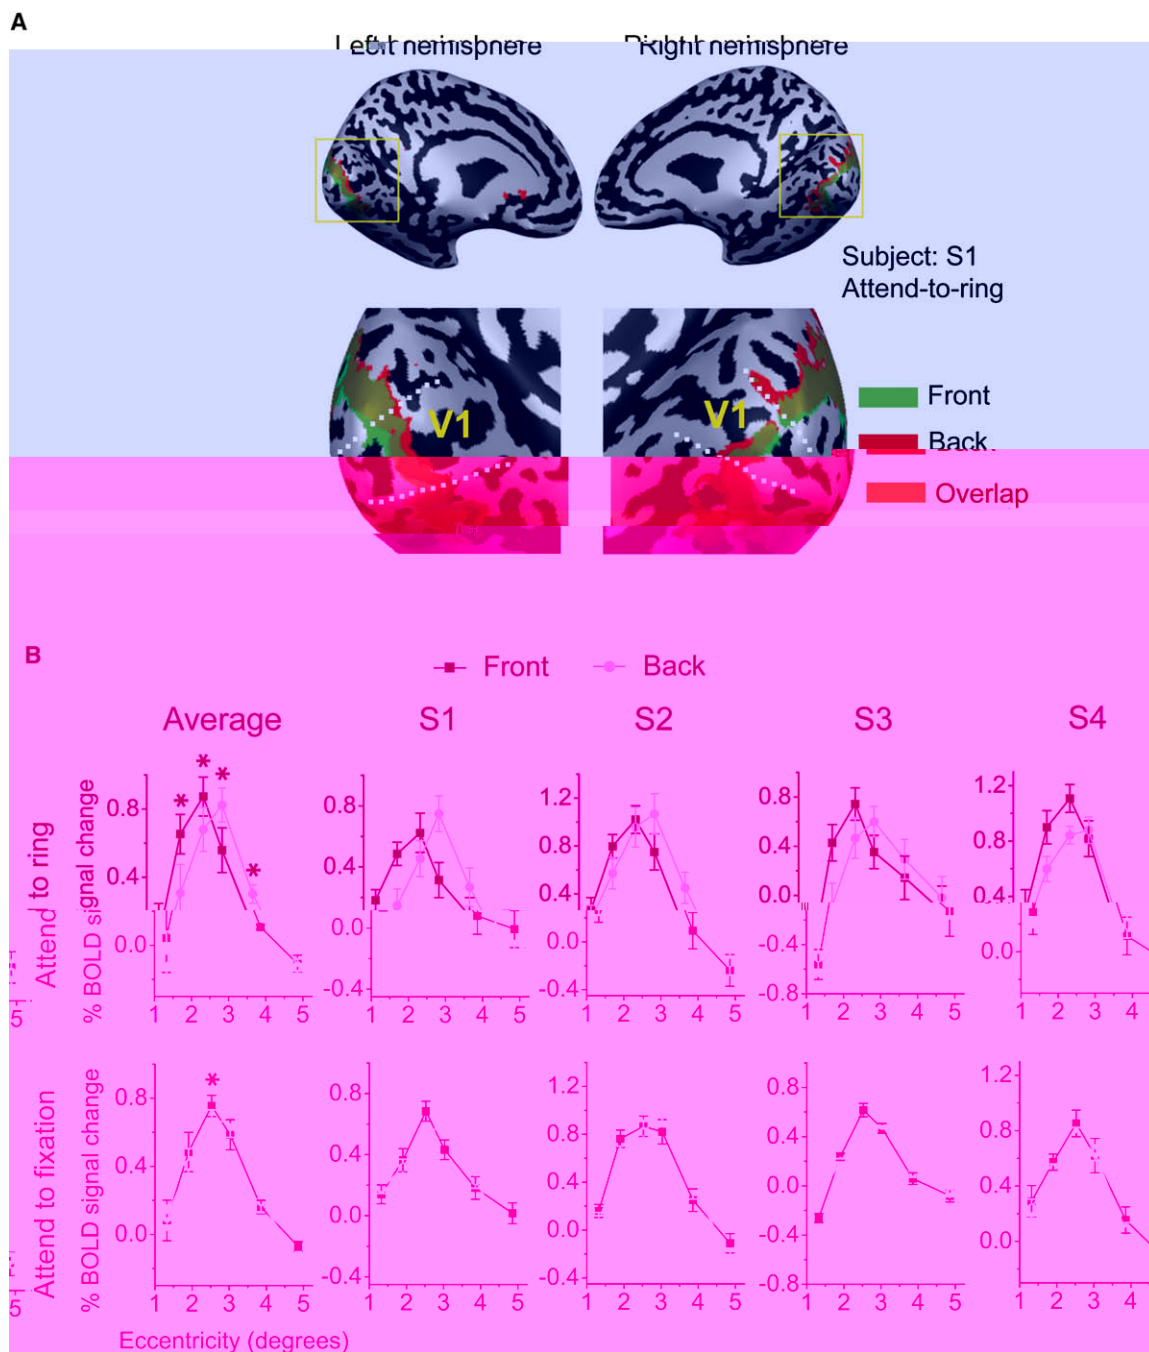 A
Left hemisphere Right hemisphere
Subject: S1
Attend-to-ring
V1 V1
Front
Back
Overlap
B
Front Back
Average S1 S2 S3 S4
Attend to ring
% BOLD signal change
0.8 0.8 1.2 0.8 1.2
0.4 0.4 0.8 0.4 0.8
0.0 0.0 0.4 0.0 0.4
-0.4 0.0 -0.4 0.0
-0.4 -0.8
1 2 3 4 5 1 2 3 4 5 1 2 3 4 5 1 2 3 4 5 1 2 3 4
5
Attend to fixation
% BOLD signal change
0.8 0.8 1.2 0.8 1.2
0.4 0.4 0.8 0.4 0.8
0.0 0.0 0.4 0.0 0.4
-0.4 0.0 -0.4 0.0
-0.4 -0.8
1 2 3 4 5 1 2 3 4 5 1 2 3 4 5 1 2 3 4 5 1 2 3 4
5
Eccentricity (degrees)